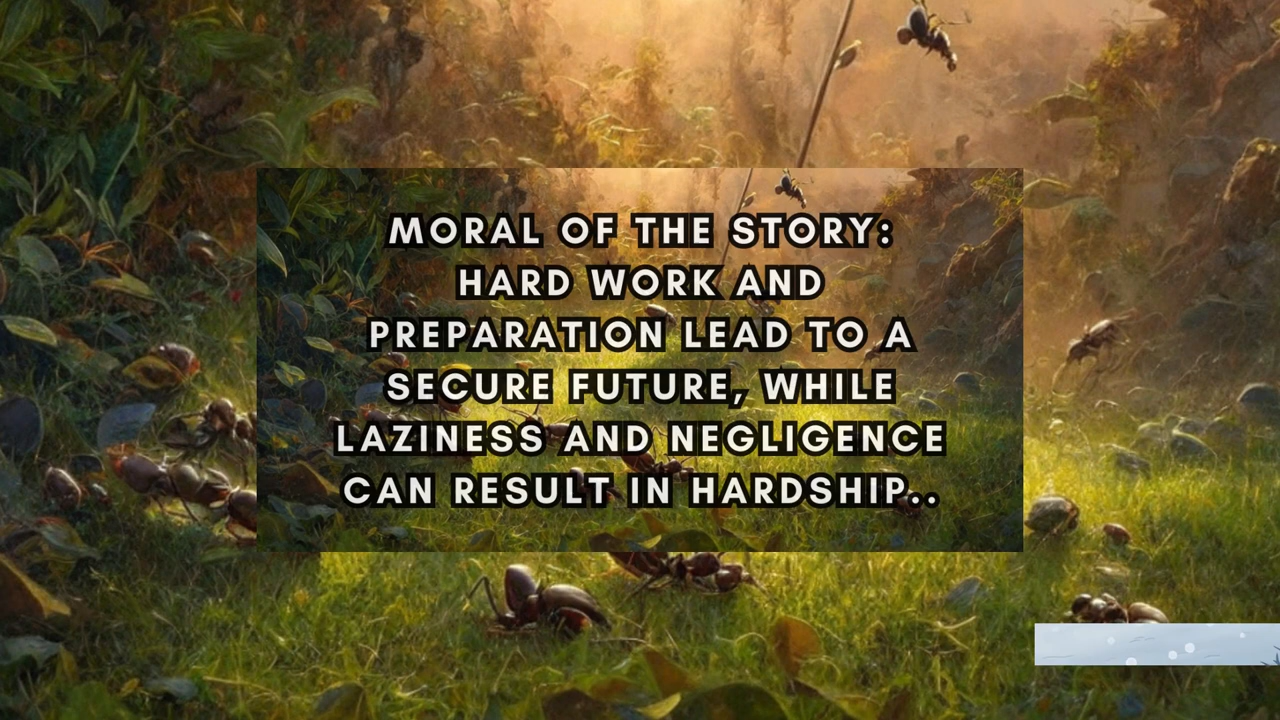 MORAL OF THE STORY:
HARD WORK AND
PREPARATION LEAD TO A
SECURE FUTURE, WHILE
LAZINESS AND NEGLIGENCE
CAN RESULT IN HARDSHIP..